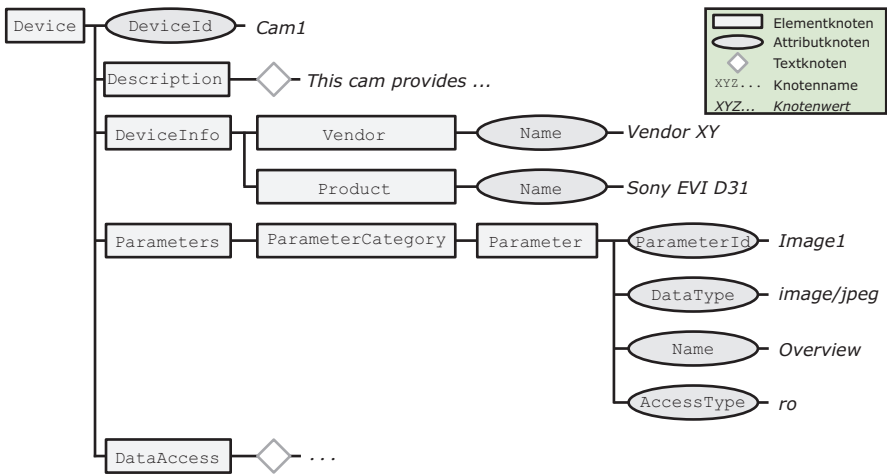 Device DeviceId Cam1
Description This cam provides ...
DeviceInfo Vendor Name Vendor XY
Product Name Sony EVI D31
Parameters ParameterCategory Parameter ParameterId Image1
DataType image/jpeg
Name Overview
AccessType ro
DataAccess ...
Elementknoten
Attributknoten
Textknoten
XYZ... Knotenname
XYZ... Knotenwert